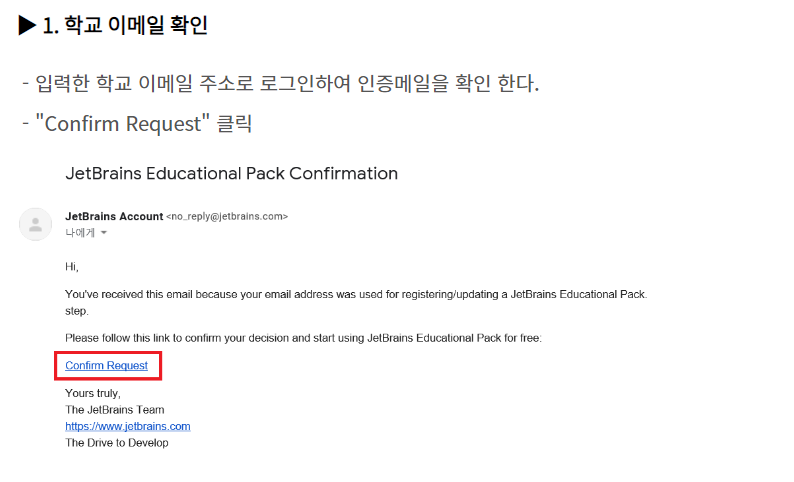 ▶ 1. 학교 이메일 확인
- 입력한 학교 이메일 주소로 로그인하여 인증메일을 확인 한다.
- "Confirm Request" 클릭
JetBrains Educational Pack Confirmation
JetBrains Account <no_reply@jetbrains.com>
나에게
Hi,
You've received this email because your email address was used for registering/updating a JetBrains Educational Pack.
step.
Please follow this link to confirm your decision and start using JetBrains Educational Pack for free:
Confirm Request
Yours truly,
The JetBrains Team
https://www.jetbrains.com
The Drive to Develop